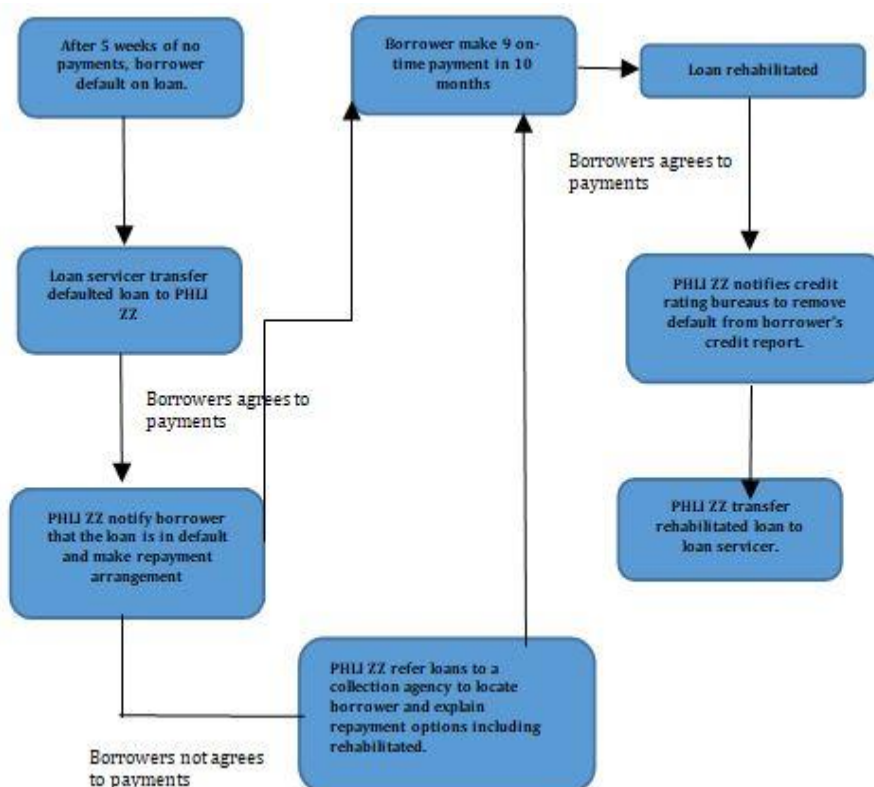 After 5 weeks of no
payments, borrower
default on loan.
Borrower make 9 on-
time payment in 10
months
Loan rehabilitated
Borrowers agrees to
payments
Loan servicer transfer
defaulted loan to PHLI
ZZ
PHLI ZZ notifies credit
rating bureaus to remove
default from borrower's
credit report.
Borrowers agrees to
payments
PHLI ZZ notify borrower
that the loan is in default
and make repayment
arrangement
PHLI ZZ transfer
rehabilitated loan to
loan servicer.
PHLI ZZ refer loans to a
collection agency to locate
borrower and explain
repayment options including
rehabilitated.
Borrowers not agrees
to payments